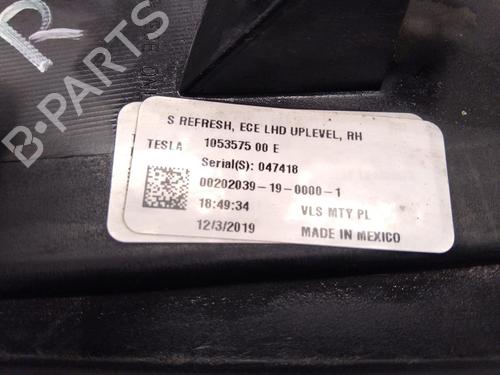 R
B-PARTS
S REFRESH, ECE LHD UPLEVEL, RH
TESLA 1053575 00 E
Serial(S): 047418
00202039-19-0000-1
18:49:34 VLS MTY PL
12/3/2019 MADE IN MEXICO